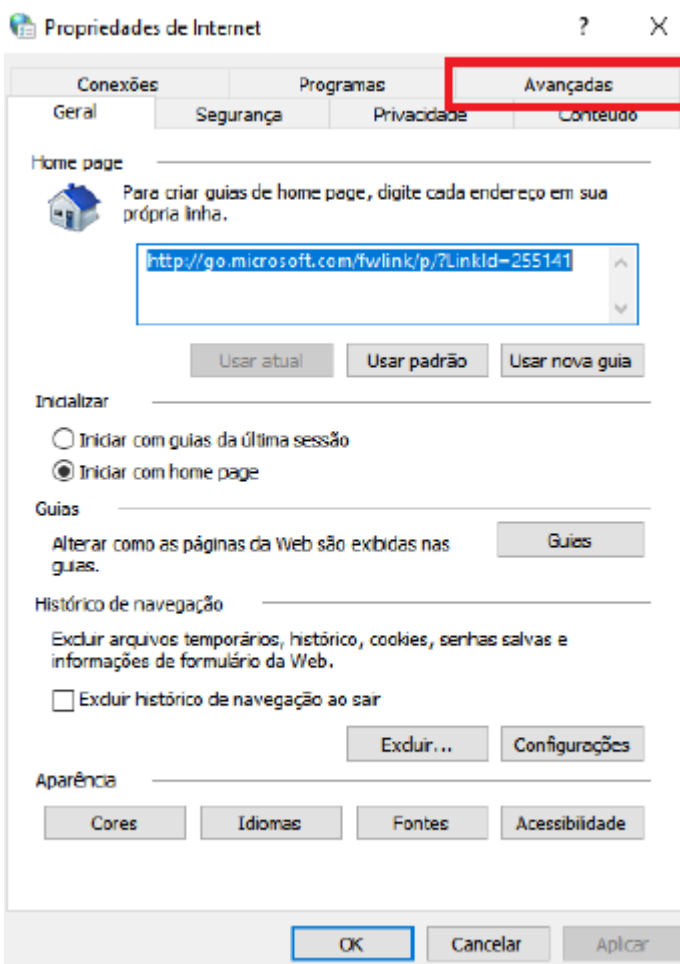 Propriedades de Internet ? X
Conexões Programas Avançadas
Geral Segurança Privacidade Conteúdo
Home page
Para criar guias de home page, digite cada endereço em sua
própria linha.
http://go.microsoft.com/fwlink/p/?LinkId=255141
Usar atual Usar padrão Usar nova guia
Inicializar
Iniciar com guias da última sessão
Iniciar com home page
Guias
Alterar como as páginas da Web são exibidas nas
guias.
Guias
Histórico de navegação
Excluir arquivos temporários, histórico, cookies, senhas salvas e
informações de formulário da Web.
Excluir histórico de navegação ao sair
Excluir... Configurações
Aparência
Cores Idiomas Fontes Acessibilidade
OK Cancelar Aplicar